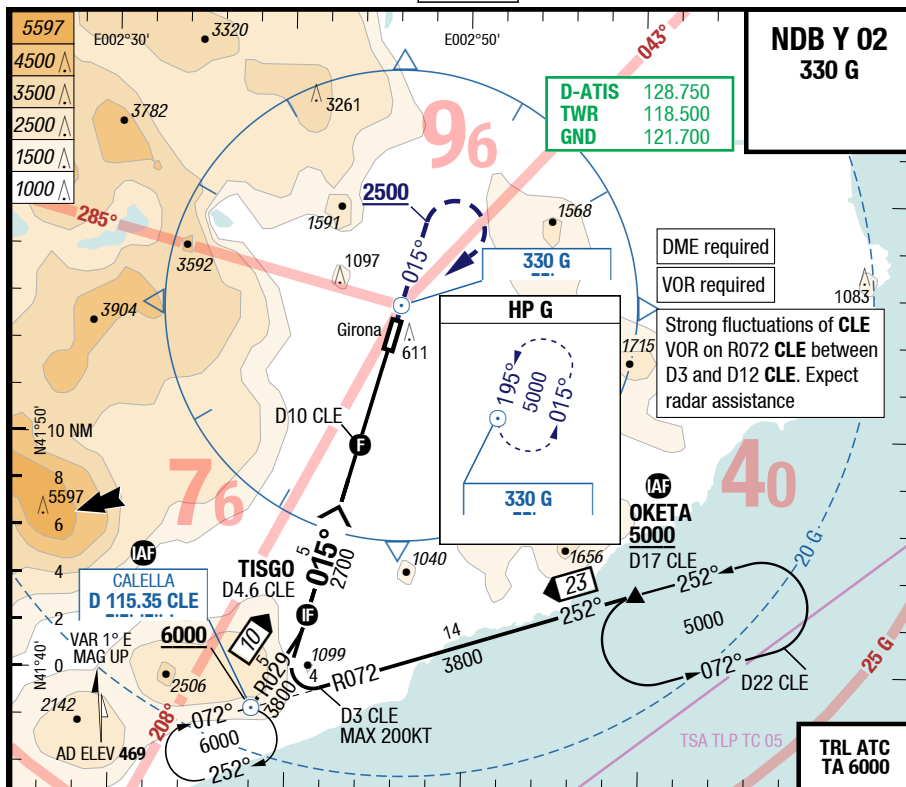 5597
4500
3500
2500
1500
1000
E002°30'
3320
E002°50'
043°
NDB Y 02
330 G
D-ATIS 128.750
TWR 118.500
GND 121.700
3782
3261
96
285°
1591
2500
015°
1568
3592
1097
330 G
DME required
VOR required
1083
3904
Girona
611
HP G
195°
5000
015°
330 G
1715
Strong fluctuations of CLE
VOR on R072 CLE between
D3 and D12 CLE. Expect
radar assistance
N41°50'
10 NM
D10 CLE
F
8
5597
6
76
40
IAF
OKETA
5000
D17 CLE
IAF
4
TISGO
D4.6 CLE
5
015°
2700
1040
1656
20 G
CALELLA
D 115.35 CLE
23
252°
252°
2
VAR 1° E
MAG UP
6000
10
IF
14
3800
5000
N41°40'
0
2506
5
R029
3800
1099
4
R072
072°
D22 CLE
25 G
2142
072°
6000
252°
208°
D3 CLE
MAX 200KT
AD ELEV 469
TSA TLP TC 05
TRL ATC
TA 6000